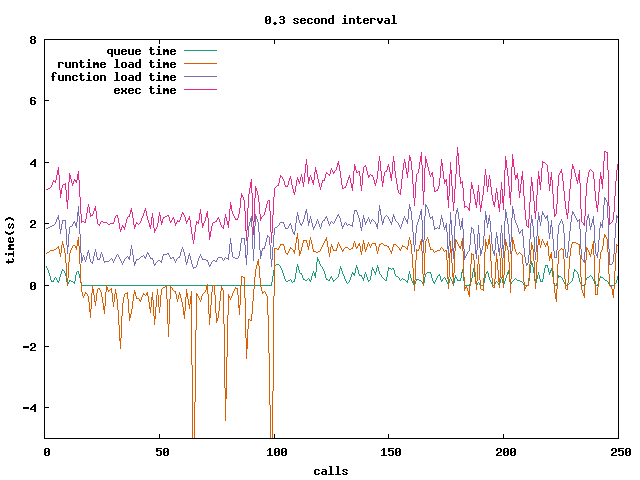 0.3 second interval
queue time
runtime load time
function load time
exec time
8
6
4
2
0
-2
-4
time(s)
0 50 100 150 200 250
calls